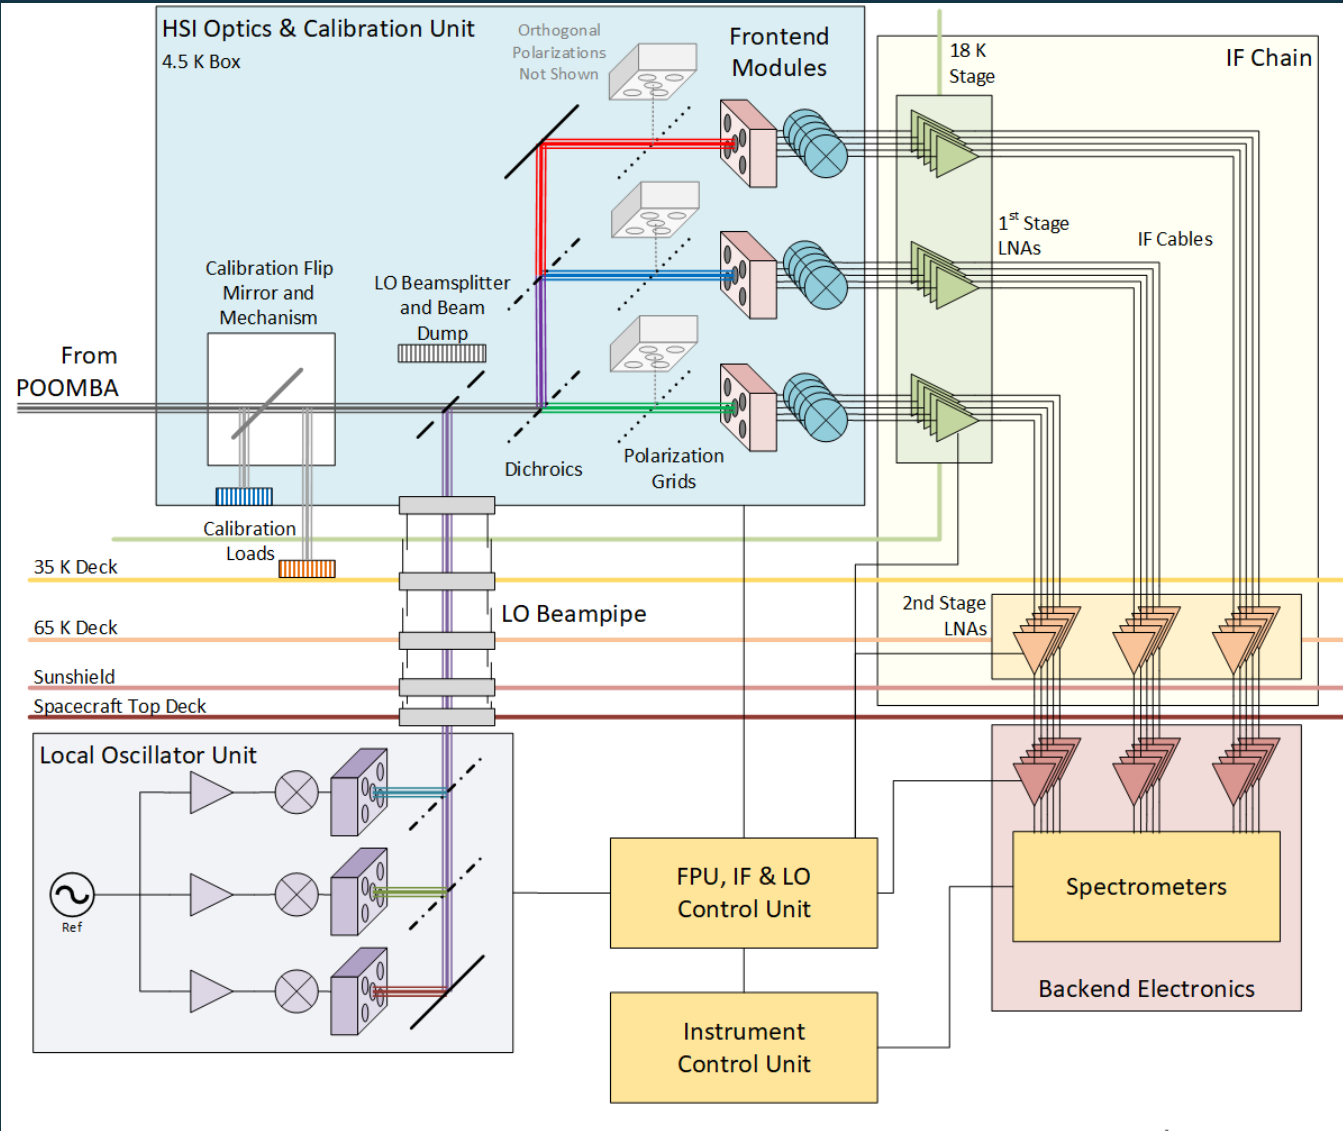 HSI Optics & Calibration Unit
4.5 K Box
Orthogonal
Polarizations
Not Shown
Frontend
Modules
18 K
Stage
IF Chain
1st Stage
LNAs
IF Cables
Calibration Flip
Mirror and
Mechanism
LO Beamsplitter
and Beam
Dump
From
POOMBA
Dichroics
Polarization
Grids
Calibration
Loads
35 K Deck
2nd Stage
LNAs
LO Beampipe
65 K Deck
Sunshield
Spacecraft Top Deck
Local Oscillator Unit
Ref
FPU, IF & LO
Control Unit
Spectrometers
Backend Electronics
Instrument
Control Unit